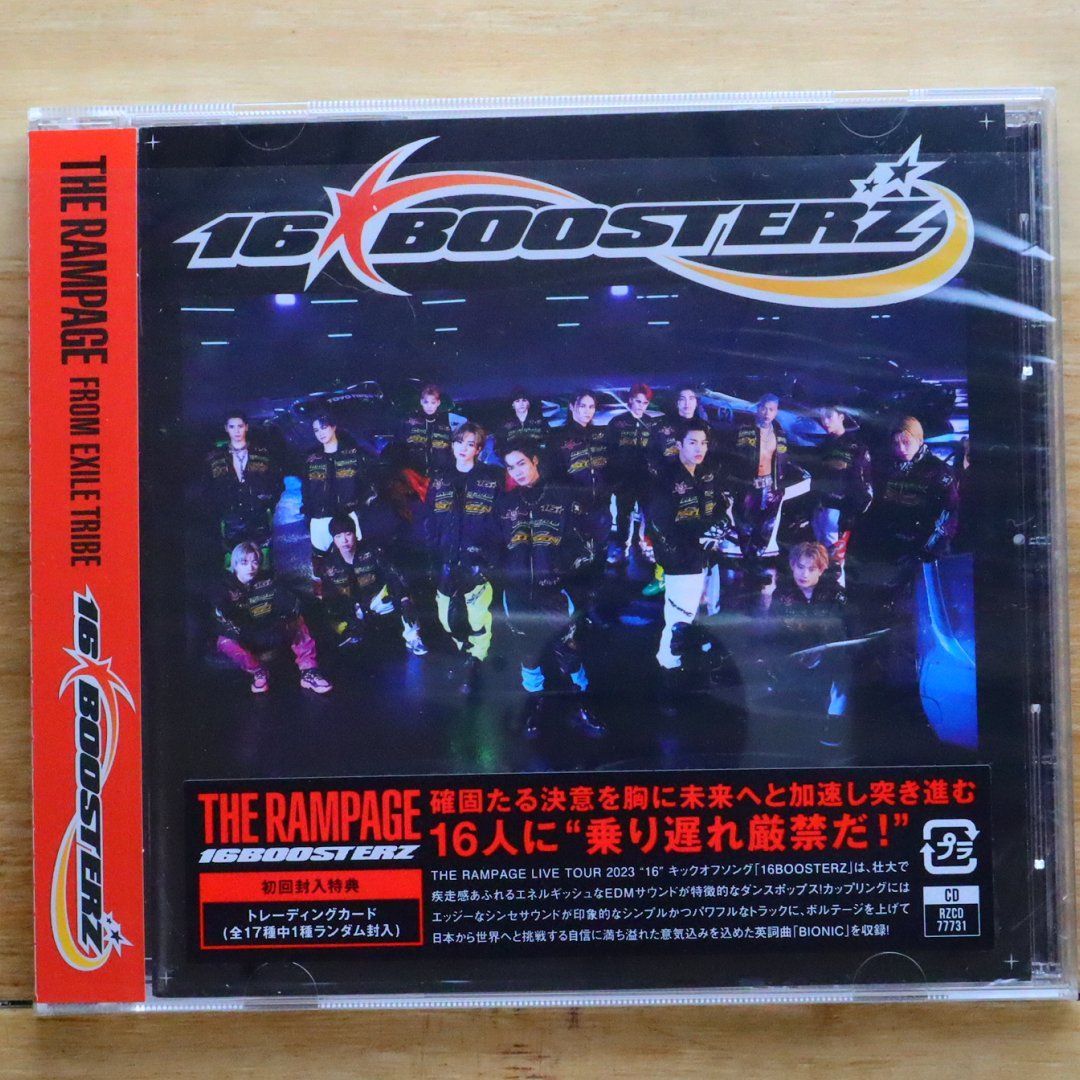 THE RAMPAGE FROM EXILE TRIBE 16BOOSTERZ
16BOOSTERZ
TOYO TIRES
THE RAMPAGE
16BOOSTERZ
初回封入特典
トレーディングカード
(全17種中1種ランダム封入)
確固たる決意を胸に未来へと加速し突き進む
16人に“乗り遅れ厳禁だ!”
THE RAMPAGE LIVE TOUR 2023 “16” キックオフソング「16BOOSTERZ」は、壮大で
疾走感あふれるエネルギッシュなEDMサウンドが特徴的なダンスポップス!カップリングには
エッジーなシンセサウンドが印象的なシンプルかつパワフルなトラックに、ボルテージを上げて
日本から世界へと挑戦する自信に満ち溢れた意気込みを込めた英詞曲「BIONIC」を収録!
プラ
CD
RZCD
77731